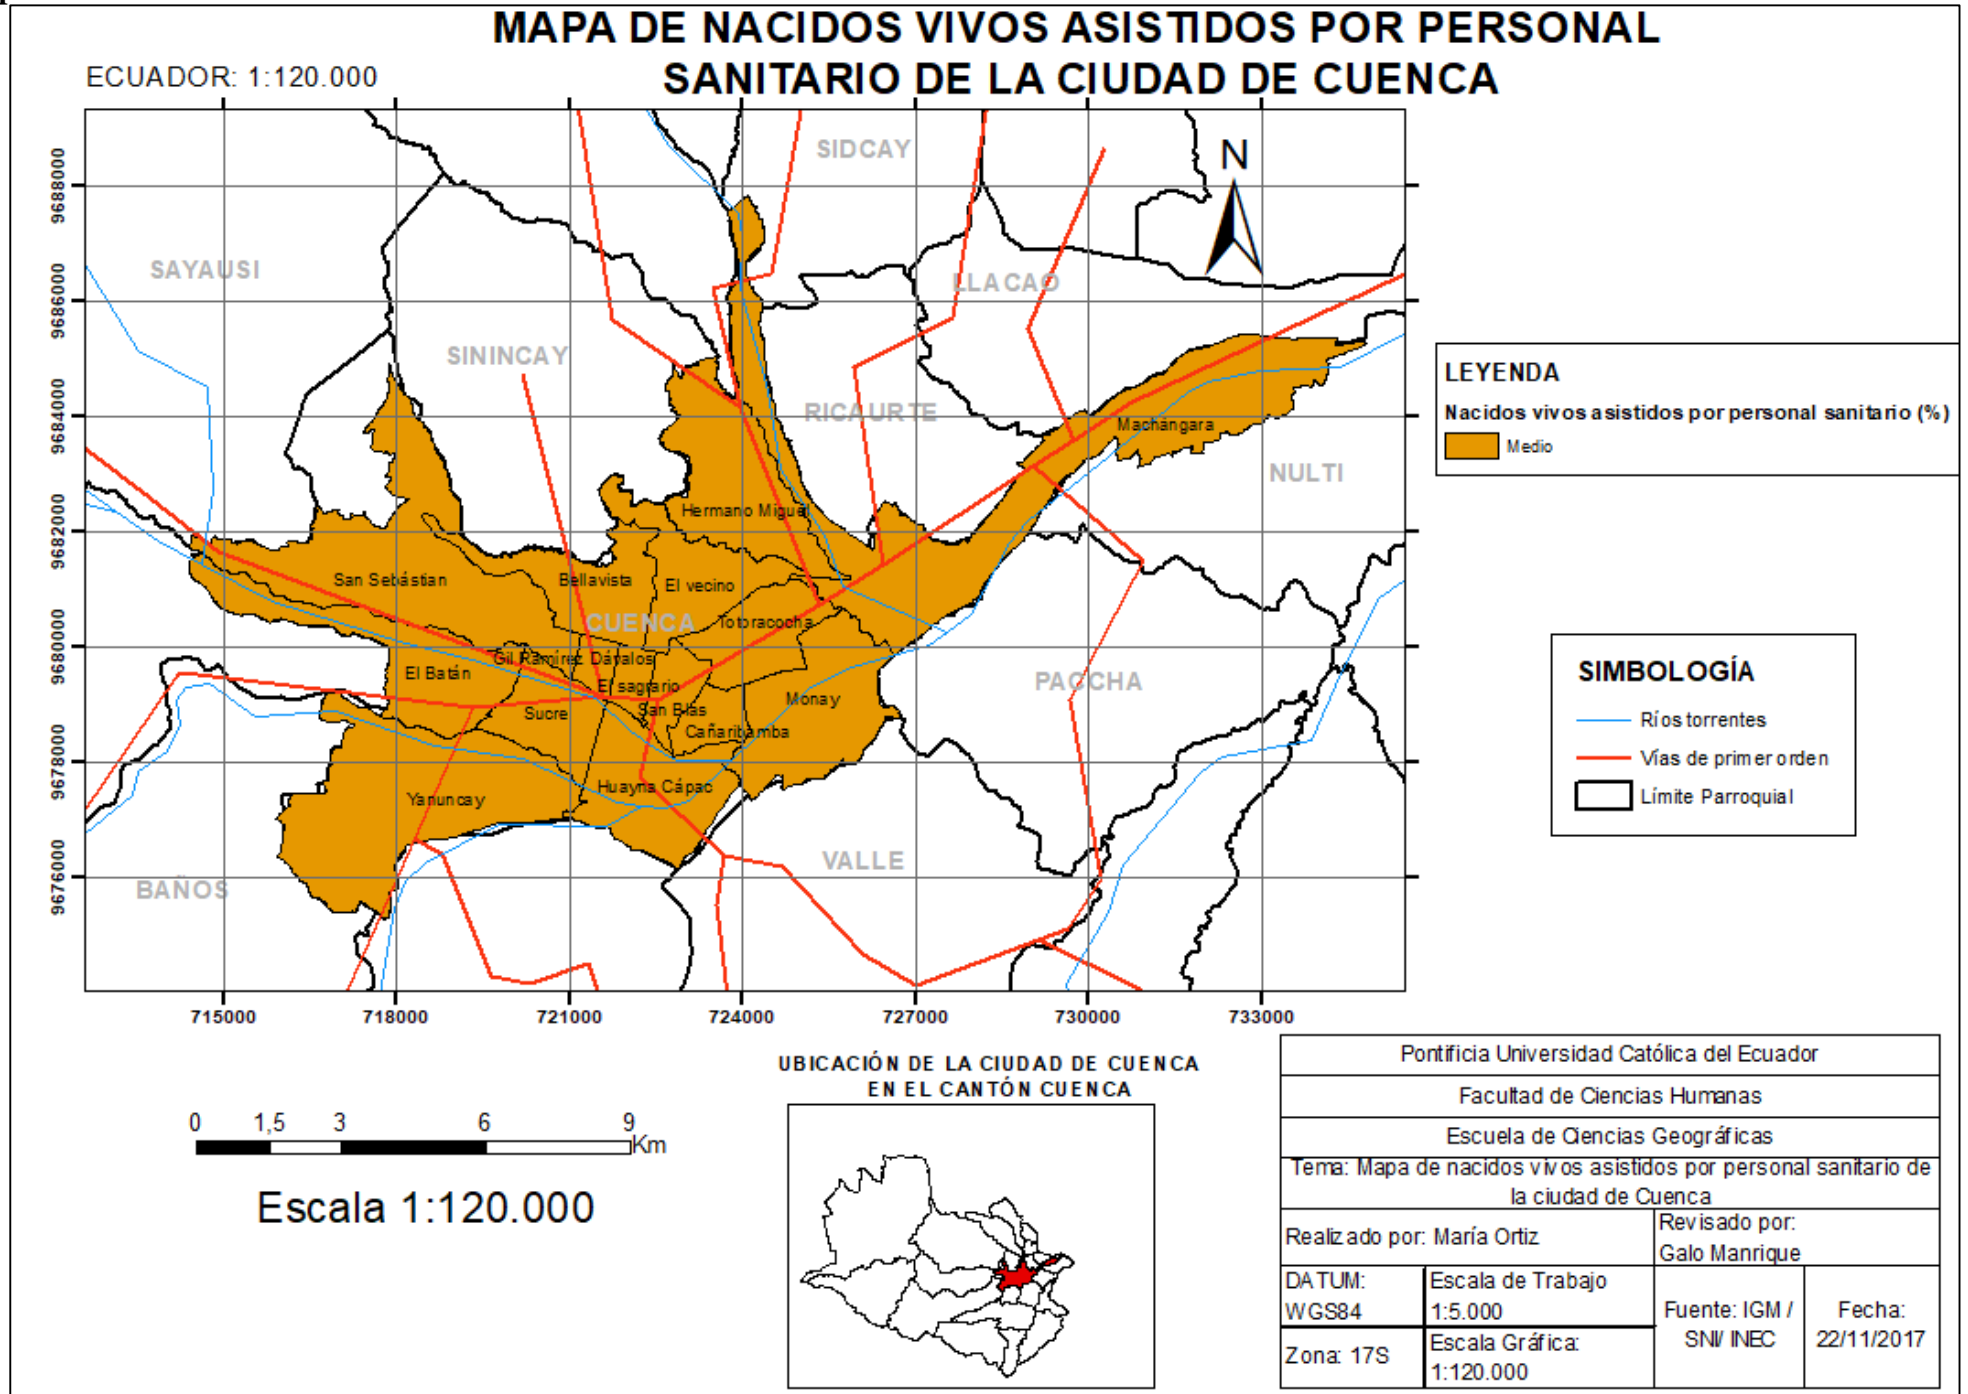 MAPA DE NACIDOS VIVOS ASISTIDOS POR PERSONAL
SANITARIO DE LA CIUDAD DE CUENCA
ECUADOR: 1:120.000
SIDCAY
N
SAYAUSI
LLACAO
SININCAY
RICAURTE
Machángara
NULTI
Hermano Miguel
San Sebástian
Bellavista
El vecino
CUENCA
Totoracocha
Gil Ramírez Dávalos
El Batán
El sagrario
PACCHA
Monay
Sucre
San Blas
Cañaribamba
Huayna Cápac
Yanuncay
VALLE
BAÑOS
9688000
9686000
9684000
9682000
9680000
9678000
9676000
715000 718000 721000 724000 727000 730000 733000
LEYENDA
Nacidos vivos asistidos por personal sanitario (%)
Medio
SIMBOLOGÍA
Ríos torrentes
Vías de primer orden
Límite Parroquial
0 1,5 3 6 9
Km
Escala 1:120.000
UBICACIÓN DE LA CIUDAD DE CUENCA
EN EL CANTÓN CUENCA
Pontificia Universidad Católica del Ecuador
Facultad de Ciencias Humanas
Escuela de Ciencias Geográficas
Tema: Mapa de nacidos vivos asistidos por personal sanitario de
la ciudad de Cuenca
Realizado por: María Ortiz
Revisado por:
Galo Manrique
DATUM:
WGS84
Escala de Trabajo
1:5.000
Fuente: IGM /
SNI/ INEC
Fecha:
22/11/2017
Zona: 17S
Escala Gráfica:
1:120.000